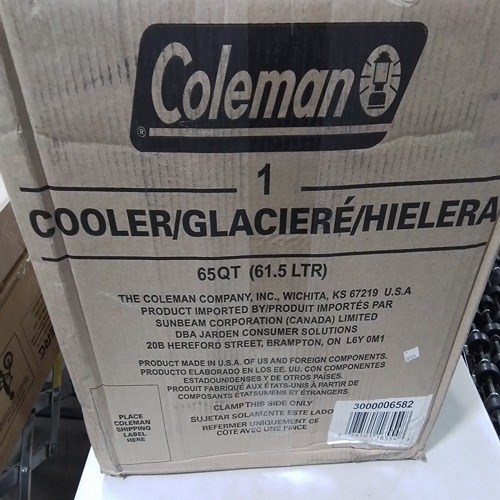 Coleman
®
1
COOLER/GLACIERÉ/HIELERA
65QT (61.5 LTR)
THE COLEMAN COMPANY, INC., WICHITA, KS 67219 U.S.A
PRODUCT IMPORTED BY/PRODUIT IMPORTÉS PAR
SUNBEAM CORPORATION (CANADA) LIMITED
DBA JARDEN CONSUMER SOLUTIONS
20B HEREFORD STREET, BRAMPTON, ON L6Y 0M1
PRODUCT MADE IN U.S.A. OF US AND FOREIGN COMPONENTS.
PRODUCTO ELABORADO EN LOS EE. UU. CON COMPONENTES
ESTADOUNIDENSES Y DE OTROS PAÍSES.
PRODUIT FABRIQUÉ AUX ÉTATS-UNIS À PARTIR DE
COMPOSANTS ÉTATSUNIENS ET ÉTRANGERS
CLAMP THIS SIDE ONLY
SUJETAR SOLAMENTE ESTE LADO
REFERMER UNIQUEMENT CE
CÔTÉ AVEC UNE PINCE
PLACE
COLEMAN
SHIPPING
LABEL
HERE
3000006582